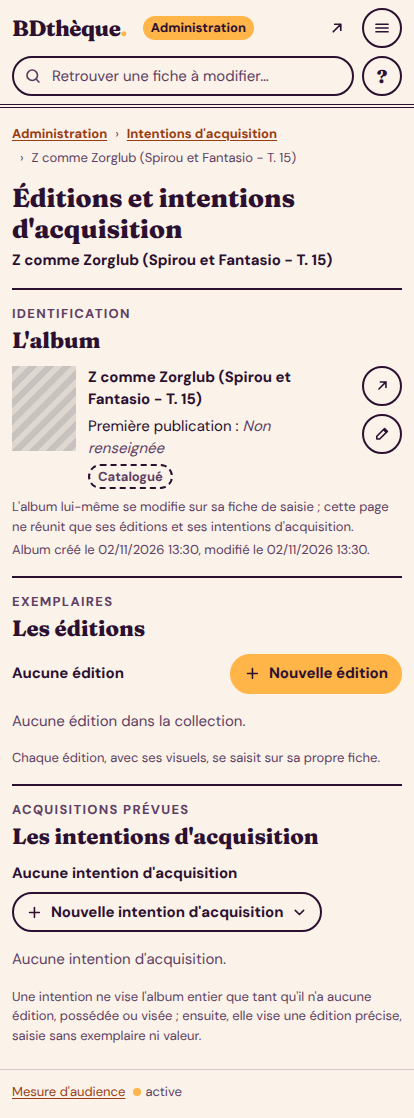 BDthèque. Administration
Retrouver une fiche à modifier... ?
Administration › Intentions d'acquisition
› Z comme Zorglub (Spirou et Fantasio - T. 15)
Éditions et intentions
d'acquisition
Z comme Zorglub (Spirou et Fantasio - T. 15)
IDENTIFICATION
L'album
Z comme Zorglub (Spirou et
Fantasio - T. 15)
Première publication : Non
renseignée
Catalogué
L'album lui-même se modifie sur sa fiche de saisie ; cette page
ne réunit que ses éditions et ses intentions d'acquisition.
Album créé le 02/11/2026 13:30, modifié le 02/11/2026 13:30.
EXEMPLAIRES
Les éditions
Aucune édition + Nouvelle édition
Aucune édition dans la collection.
Chaque édition, avec ses visuels, se saisit sur sa propre fiche.
ACQUISITIONS PRÉVUES
Les intentions d'acquisition
Aucune intention d'acquisition
+ Nouvelle intention d'acquisition
Aucune intention d'acquisition.
Une intention ne vise l'album entier que tant qu'il n'a aucune
édition, possédée ou visée ; ensuite, elle vise une édition précise,
saisie sans exemplaire ni valeur.
Mesure d'audience active